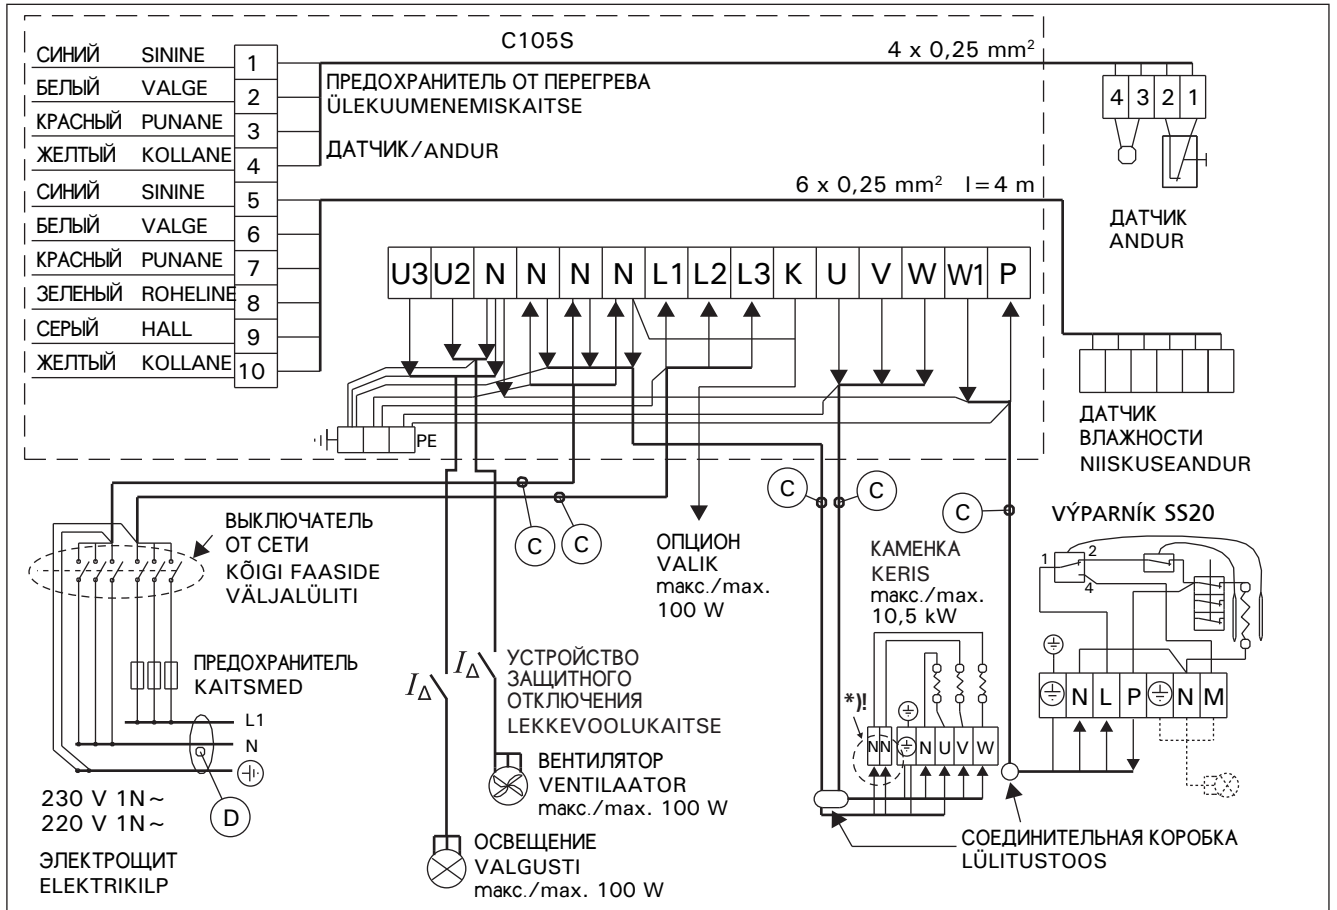 C105S
4 x 0,25 mm²
СИНИЙ SININE 1
БЕЛЫЙ VALGE 2
КРАСНЫЙ PUNANE 3
ЖЕЛТЫЙ KOLLANE 4
СИНИЙ SININE 5
БЕЛЫЙ VALGE 6
КРАСНЫЙ PUNANE 7
ЗЕЛЕНЫЙ ROHELINE 8
СЕРЫЙ HALL 9
ЖЕЛТЫЙ KOLLANE 10
ПРЕДОХРАНИТЕЛЬ ОТ ПЕРЕГРЕВА
ÜLEKUUMENEMISKAITSE
ДАТЧИК/ANDUR
4 3 2 1
ДАТЧИК
ANDUR
6 x 0,25 mm² l=4 m
U3 U2 N N N N L1 L2 L3 K U V W W1 P
PE
ДАТЧИК
ВЛАЖНОСТИ
NIISKUSEANDUR
C
C
C
C
C
ВЫКЛЮЧАТЕЛЬ
ОТ СЕТИ
KÕIGI FAASIDE
VÄLJALÜLITI
ОПЦИОН
VALIK
макс./max.
100 W
КАМЕНКА
KERIS
макс./max.
10,5 kW
VÝPARNÍK SS20
1 2
4
ПРЕДОХРАНИТЕЛЬ
KAITSMED
I∆
I∆
УСТРОЙСТВО
ЗАЩИТНОГО
ОТКЛЮЧЕНИЯ
LEKKEVOOLUKAITSE
*)!
N N N U V W
N L P N M
L1
N
D
230 V 1N~
220 V 1N~
ЭЛЕКТРОЩИТ
ELEKTRIKILP
ВЕНТИЛЯТОР
VENTILAATOR
макс./max. 100 W
ОСВЕЩЕНИЕ
VALGUSTI
макс./max. 100 W
СОЕДИНИТЕЛЬНАЯ КОРОБКА
LÜLITUSTOOS